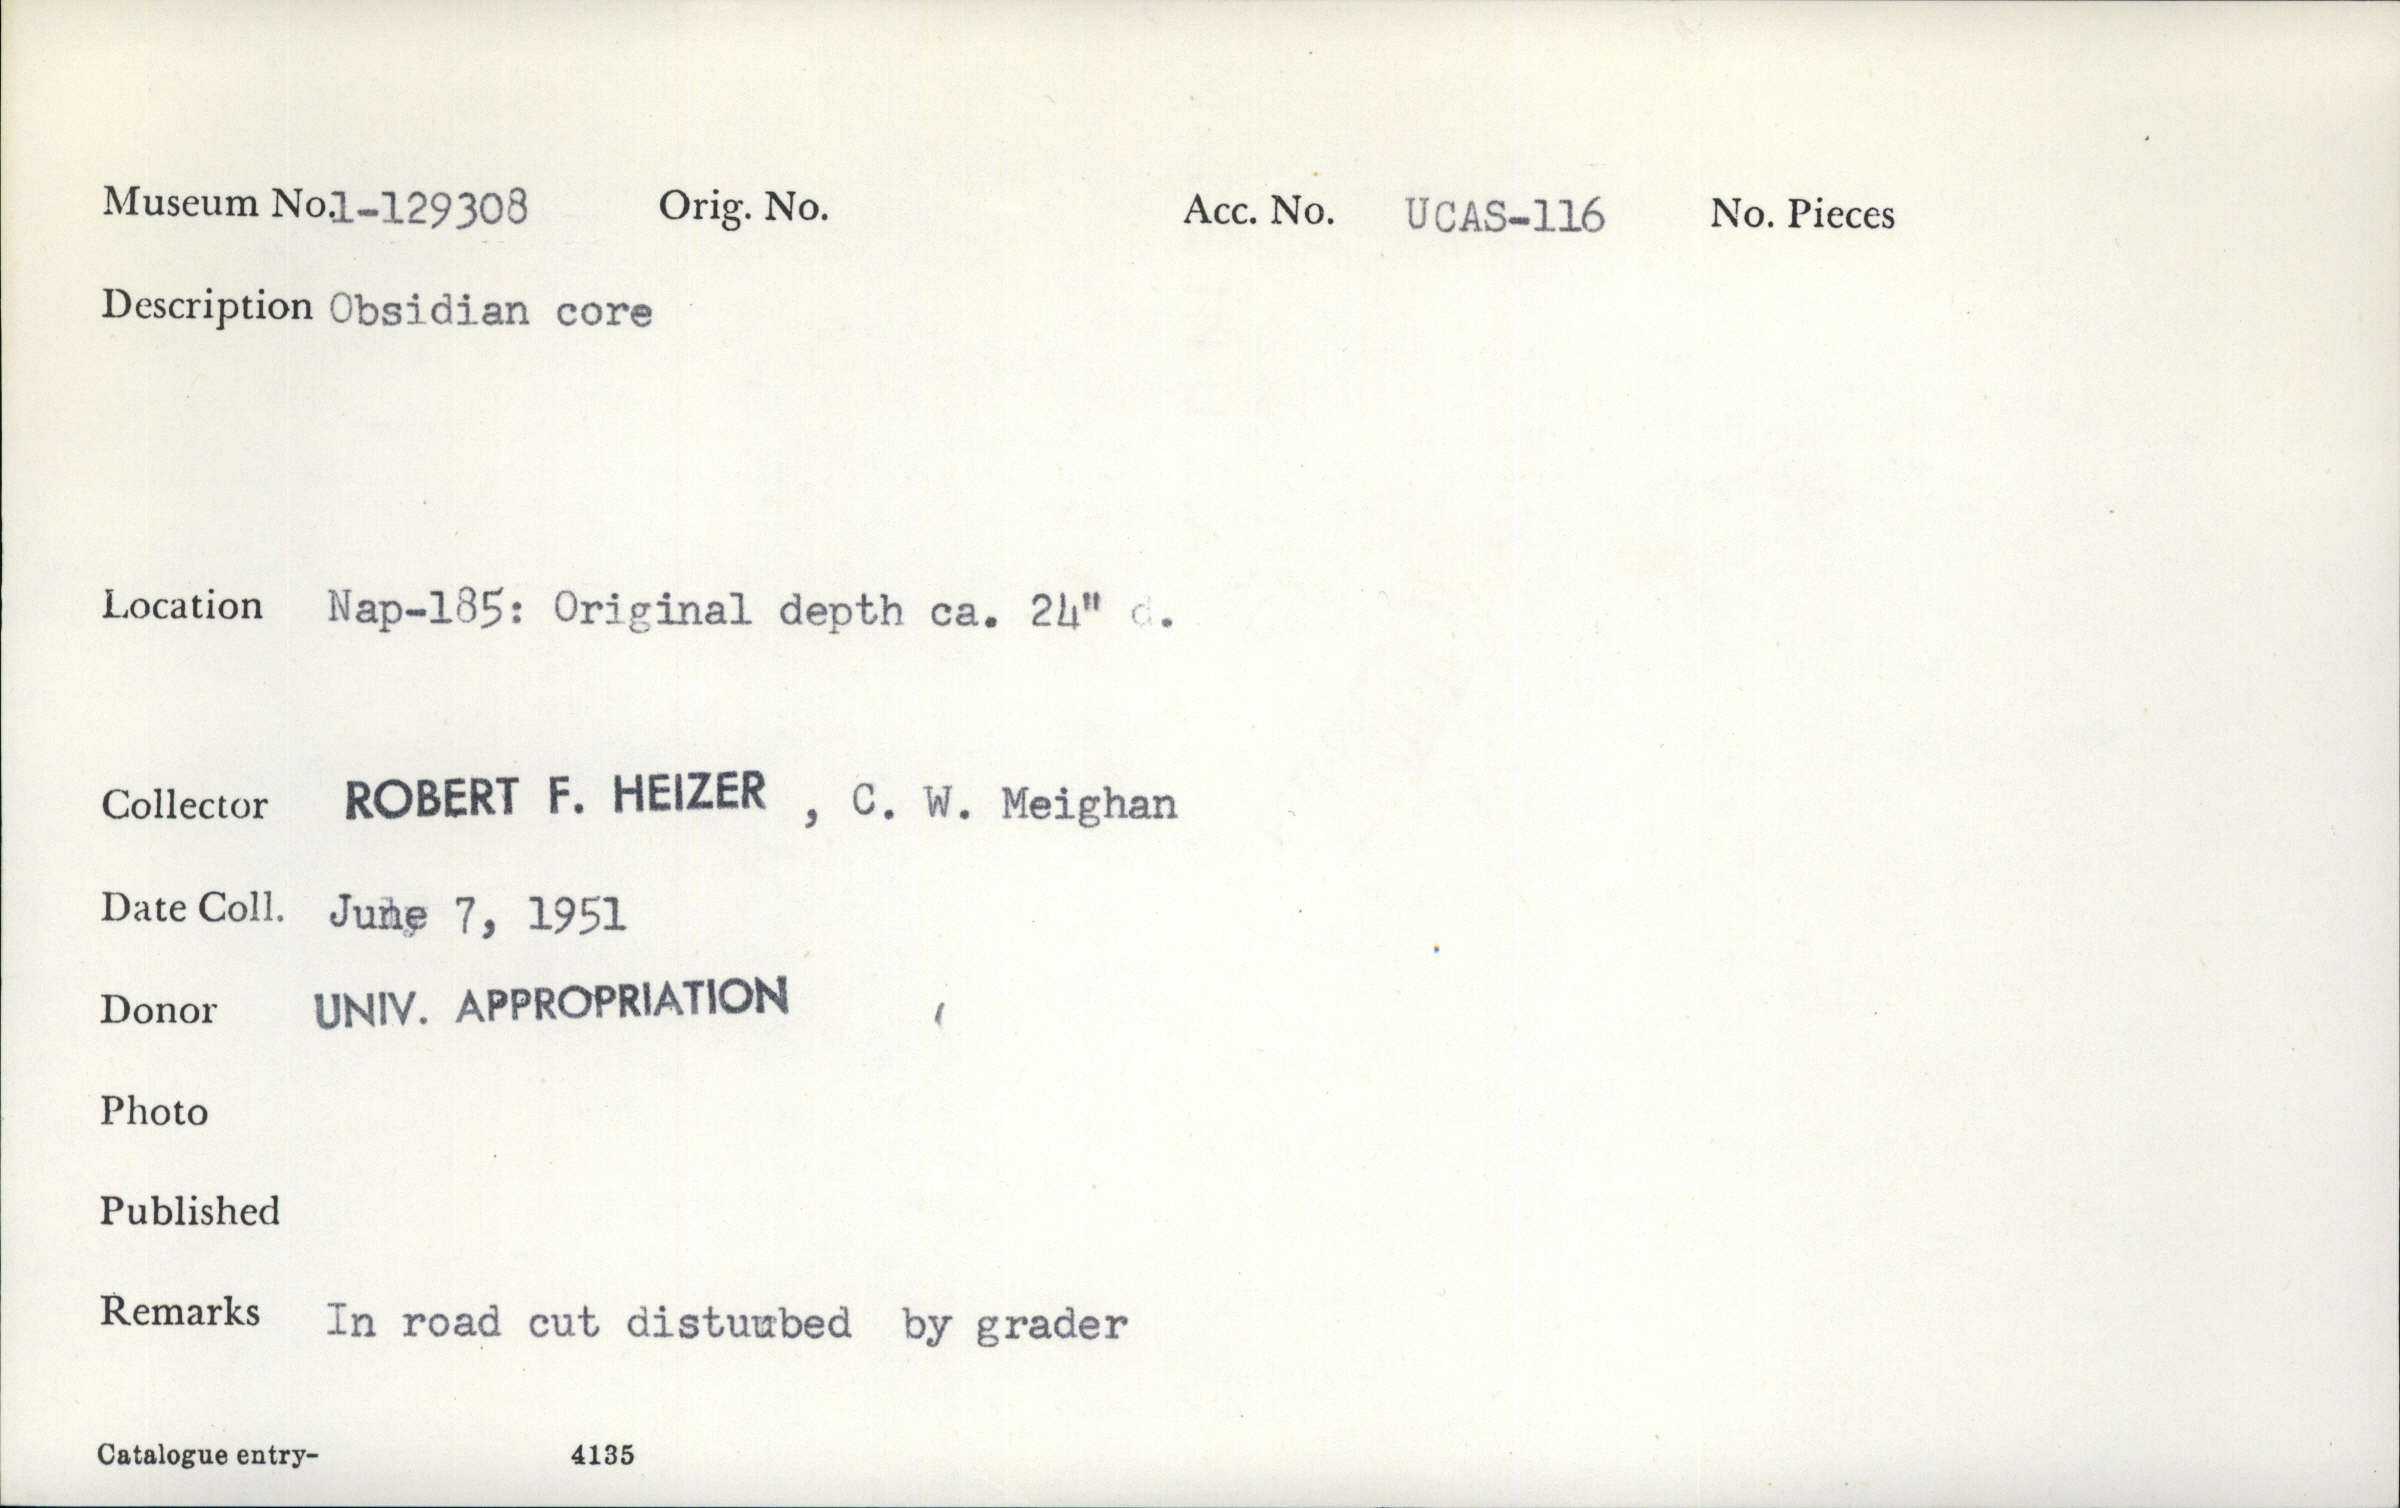 Museum No. 1-129308 Orig. No. Acc. No. UCAS-116 No. Pieces
Description Obsidian core
Location Nap-185: Original depth ca. 24" d.
Collector ROBERT F. HEIZER , C. W. Meighan
Date Coll. June 7, 1951
Donor UNIV. APPROPRIATION
Photo
Published
Remarks In road cut disturbed by grader
Catalogue entry- 4135